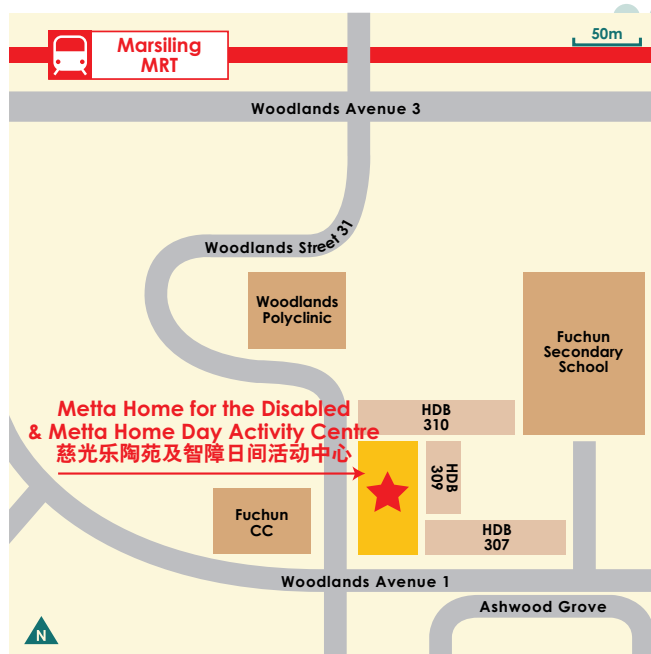 Marsiling
MRT
50m
Woodlands Avenue 3
Woodlands Street 31
Woodlands
Polyclinic
Fuchun
Secondary
School
Metta Home for the Disabled
& Metta Home Day Activity Centre
慈光乐陶苑及智障日间活动中心
HDB
310
HDB
309
Fuchun
CC
HDB
307
Woodlands Avenue 1
Ashwood Grove
N